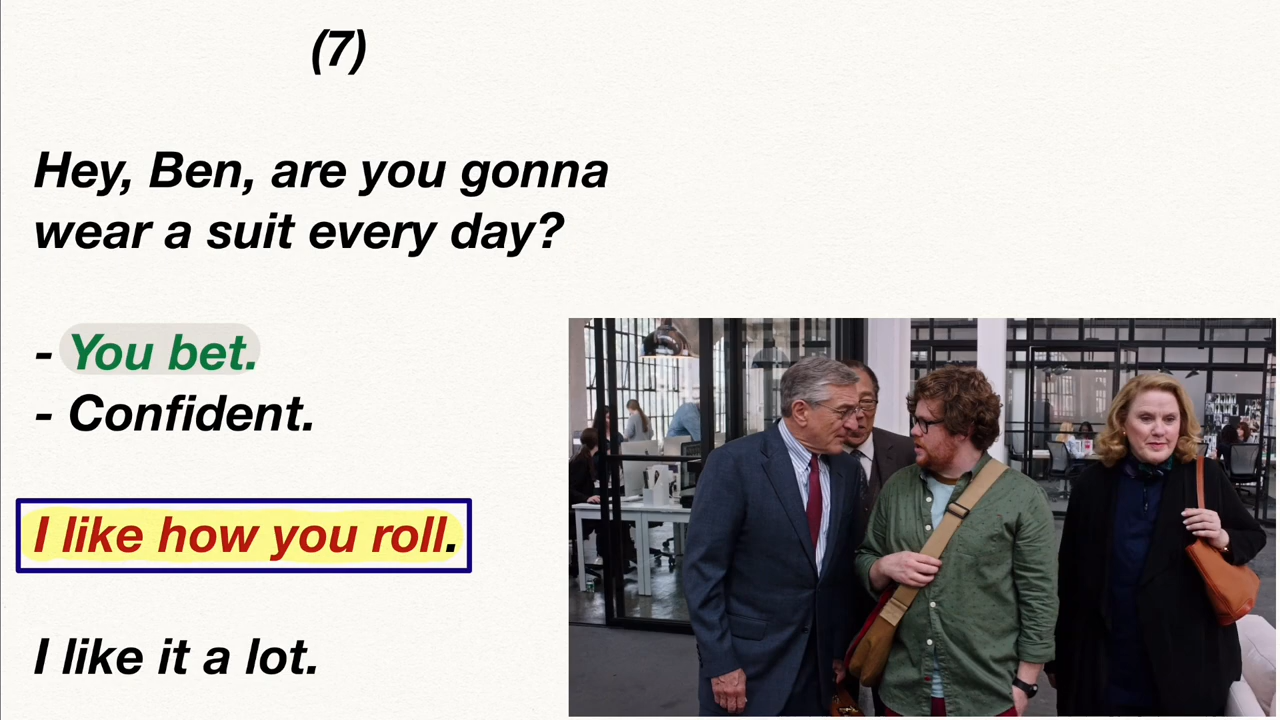 (7)
Hey, Ben, are you gonna
wear a suit every day?
- You bet.
- Confident.
I like how you roll.
I like it a lot.